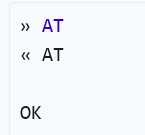 » AT
« AT
OK